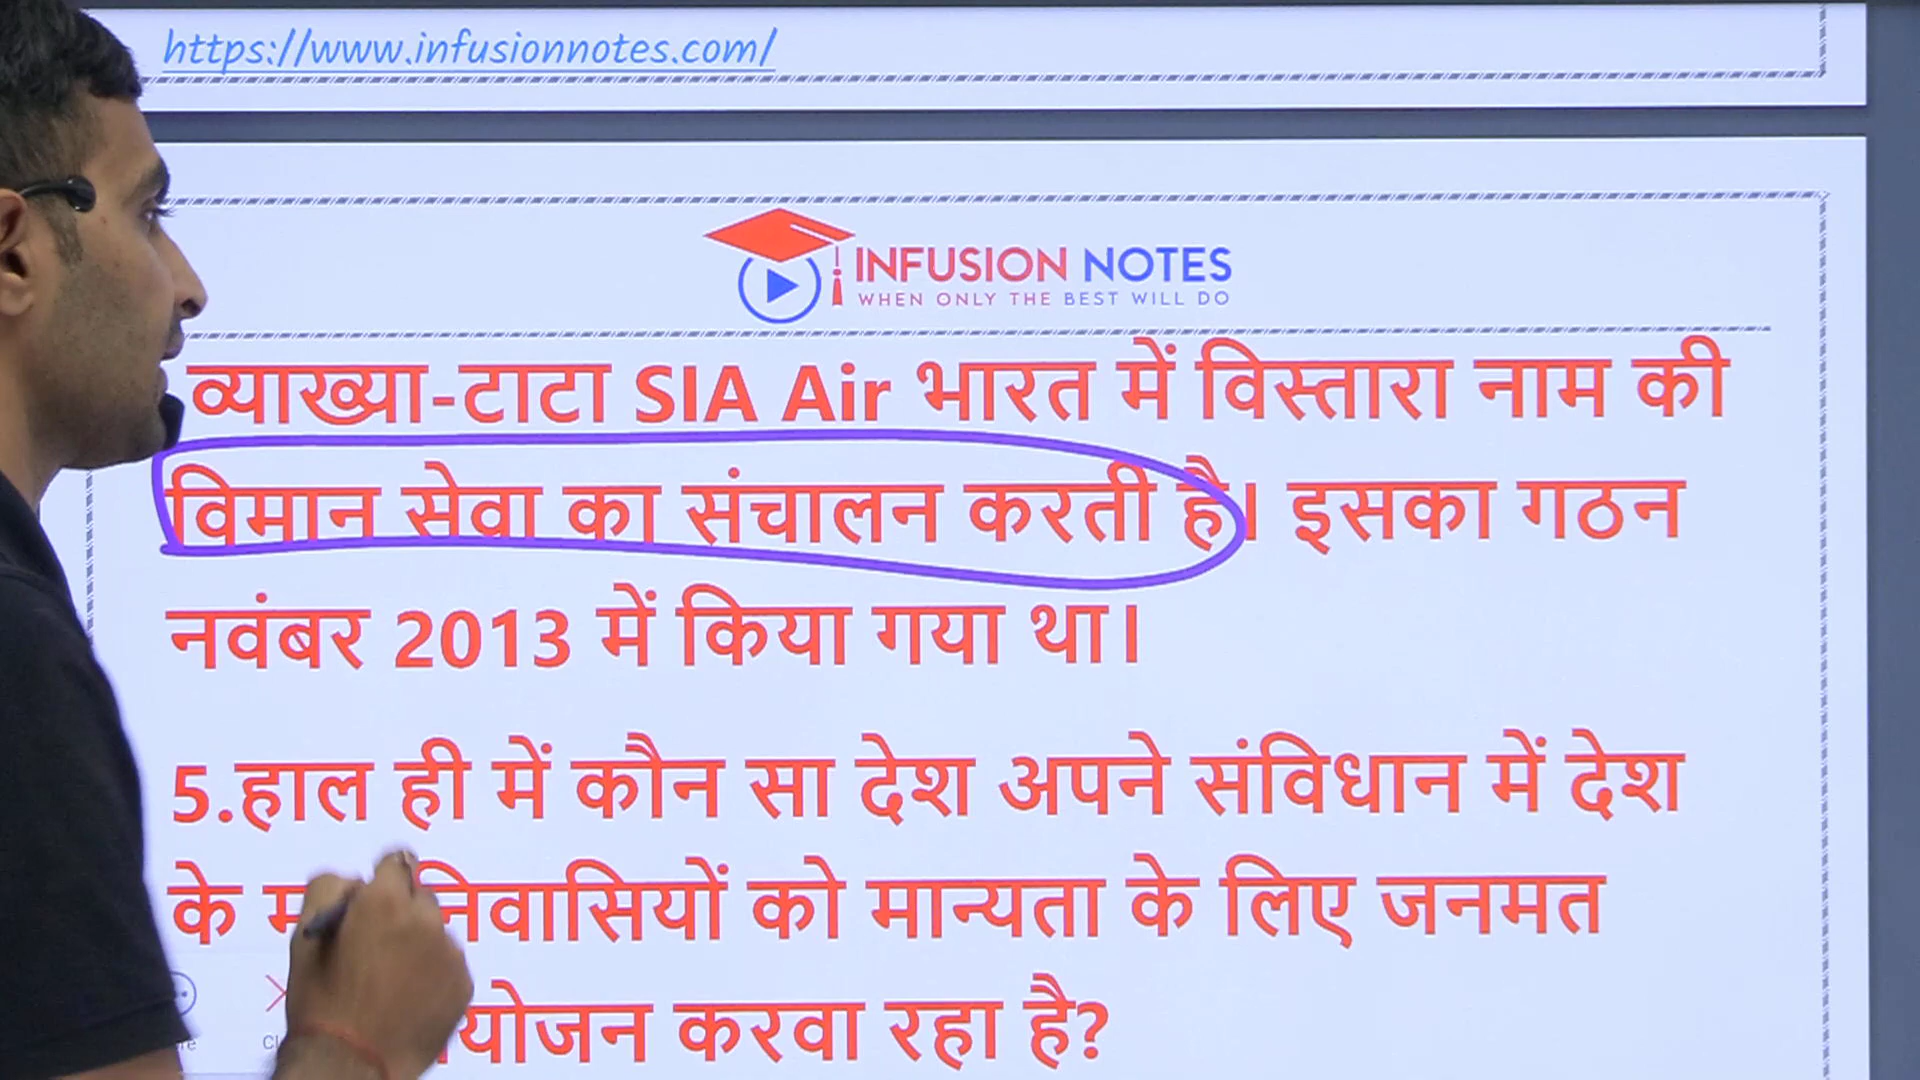 https://www.infusionnotes.com/
INFUSION NOTES
WHEN ONLY THE BEST WILL DO
व्याख्या-टाटा SIA Air भारत में विस्तारा नाम की
विमान सेवा का संचालन करती है। इसका गठन
नवंबर 2013 में किया गया था।
5.हाल ही में कौन सा देश अपने संविधान में देश
के निवासियों को मान्यता के लिए जनमत
योजन करवा रहा है?